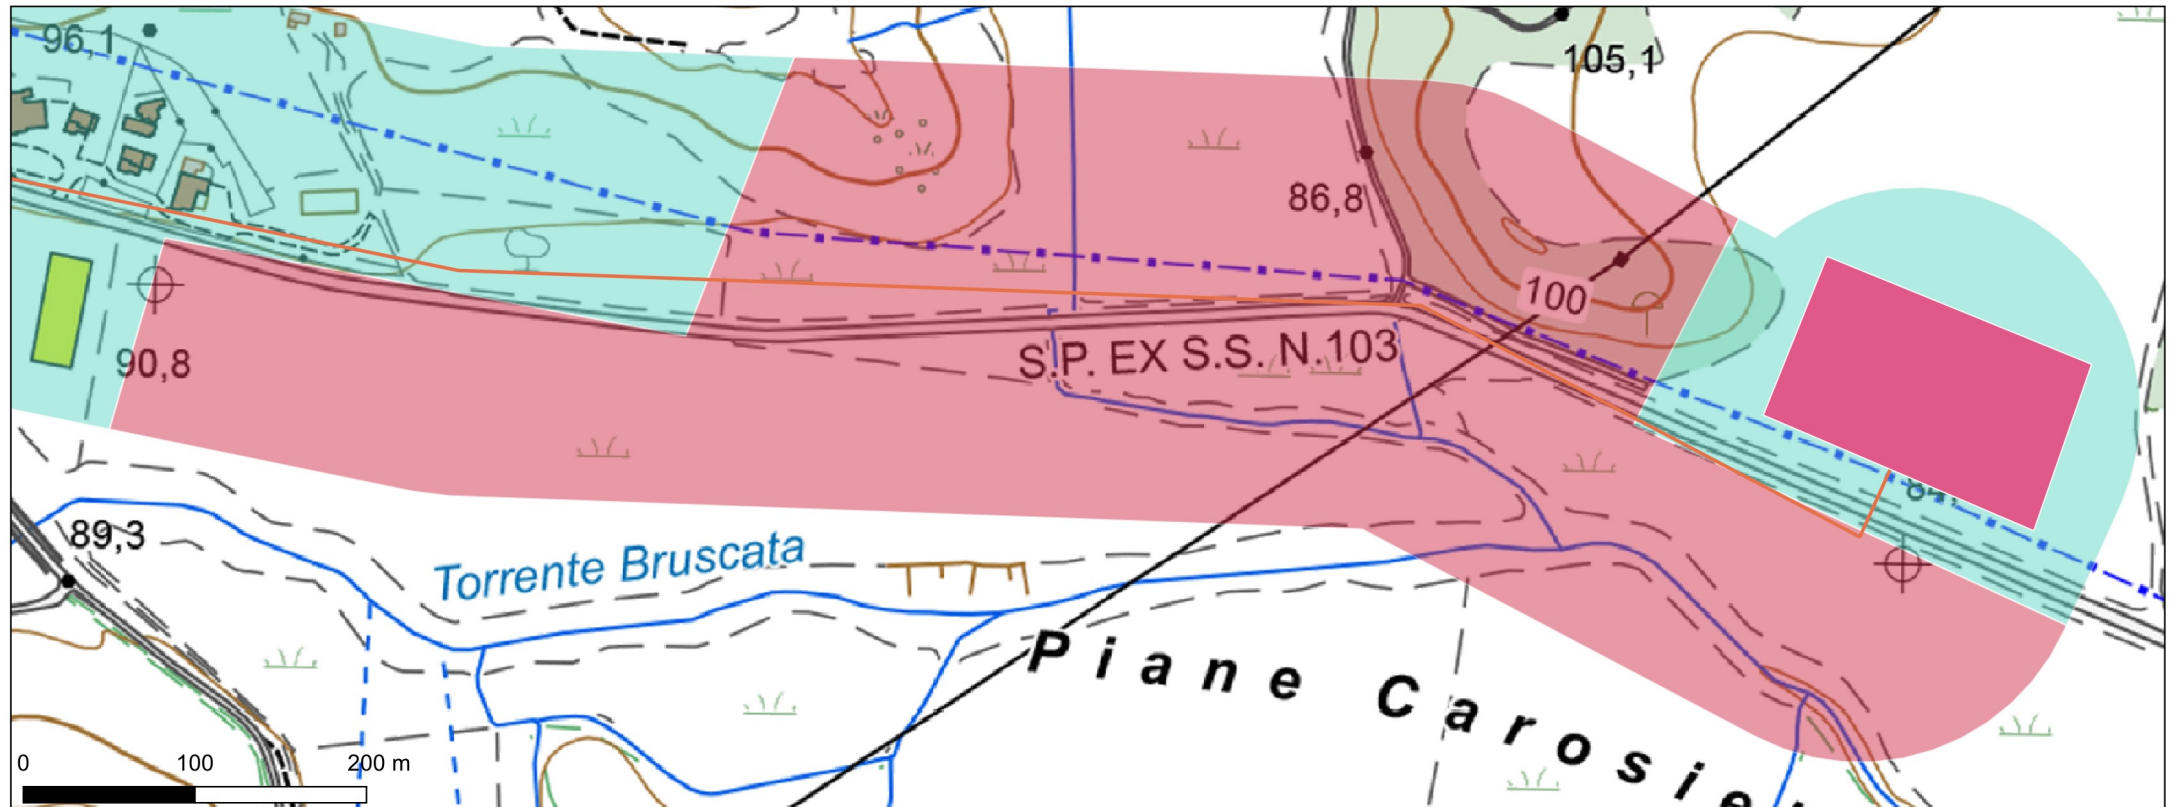 96,1
105,1
86,8
100
90,8
S.P. EX S.S. N.103
89,3
Torrente Bruscata
Piane
0 100 200 m